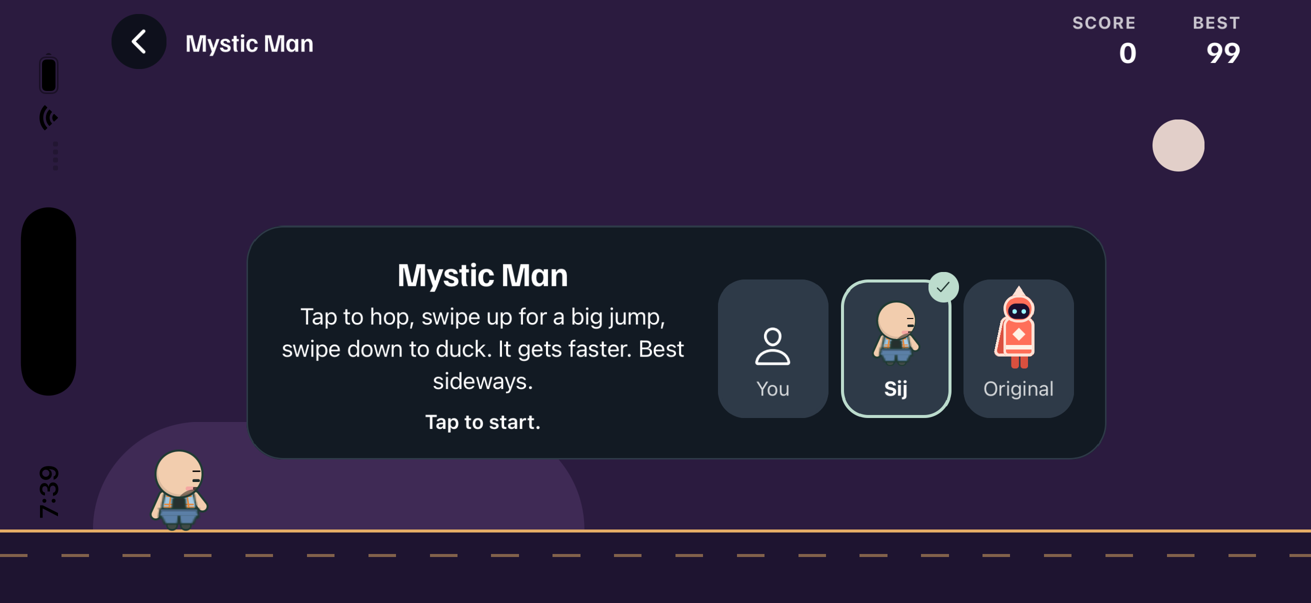 Mystic Man
SCORE
0
BEST
99
Mystic Man
Tap to hop, swipe up for a big jump,
swipe down to duck. It gets faster. Best
sideways.
Tap to start.
You
Sij
Original
7:39